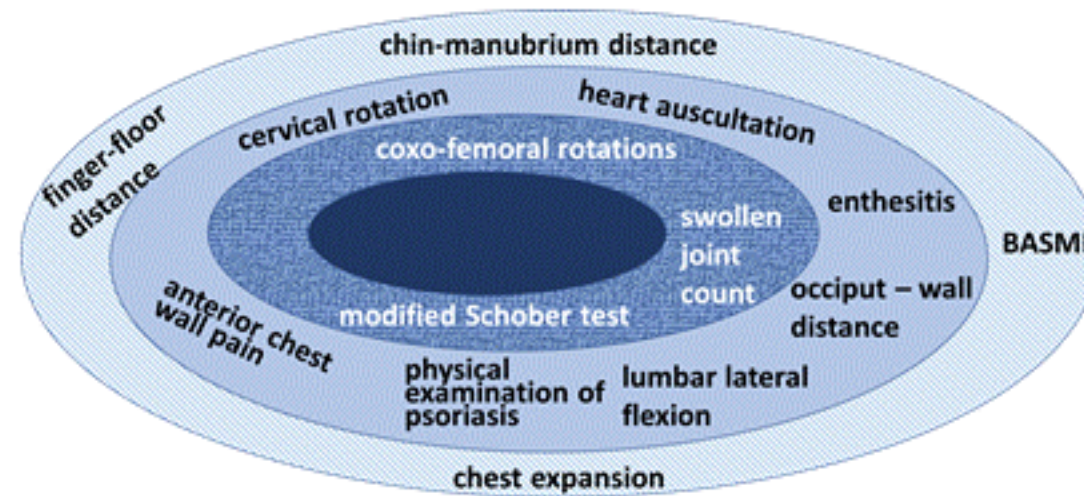 chin-manubrium distance
cervical rotation
heart auscultation
finger-floor
distance
coxo-femoral rotations
enthesitis
swollen
joint
count
BASMI
occiput – wall
distance
anterior chest
wall pain
modified Schober test
physical
examination of
psoriasis
lumbar lateral
flexion
chest expansion